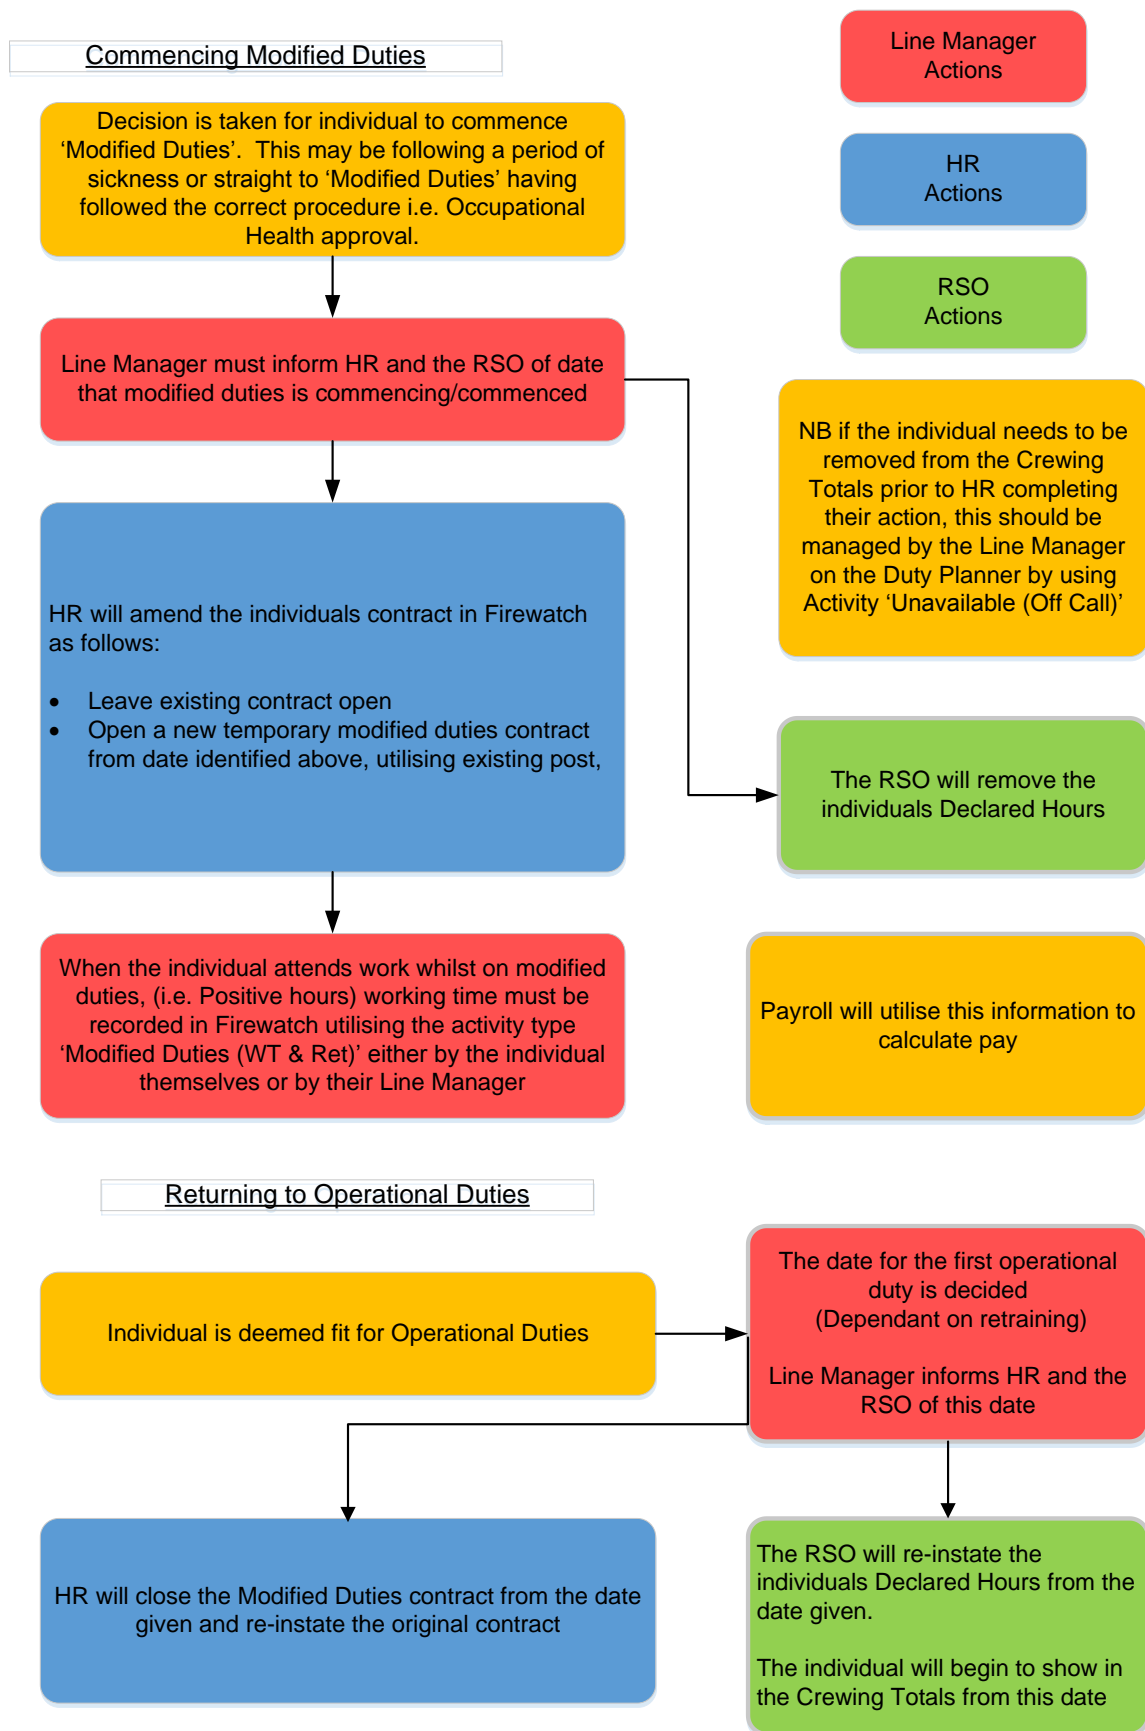 Commencing Modified Duties
Line Manager
Actions
Decision is taken for individual to commence
‘Modified Duties’.  This may be following a period of
sickness or straight to ‘Modified Duties’ having
followed the correct procedure i.e. Occupational
Health approval.
HR
Actions
RSO
Actions
Line Manager must inform HR and the RSO of date
that modified duties is commencing/commenced
NB if the individual needs to be
removed from the Crewing
Totals prior to HR completing
their action, this should be
managed by the Line Manager
on the Duty Planner by using
Activity ‘Unavailable (Off Call)’
HR will amend the individuals contract in Firewatch
as follows:
• Leave existing contract open
• Open a new temporary modified duties contract
from date identified above, utilising existing post,
The RSO will remove the
individuals Declared Hours
When the individual attends work whilst on modified
duties, (i.e. Positive hours) working time must be
recorded in Firewatch utilising the activity type
‘Modified Duties (WT & Ret)’ either by the individual
themselves or by their Line Manager
Payroll will utilise this information to
calculate pay
Returning to Operational Duties
Individual is deemed fit for Operational Duties
The date for the first operational
duty is decided
(Dependant on retraining)
Line Manager informs HR and the
RSO of this date
HR will close the Modified Duties contract from the date
given and re-instate the original contract
The RSO will re-instate the
individuals Declared Hours from the
date given.
The individual will begin to show in
the Crewing Totals from this date